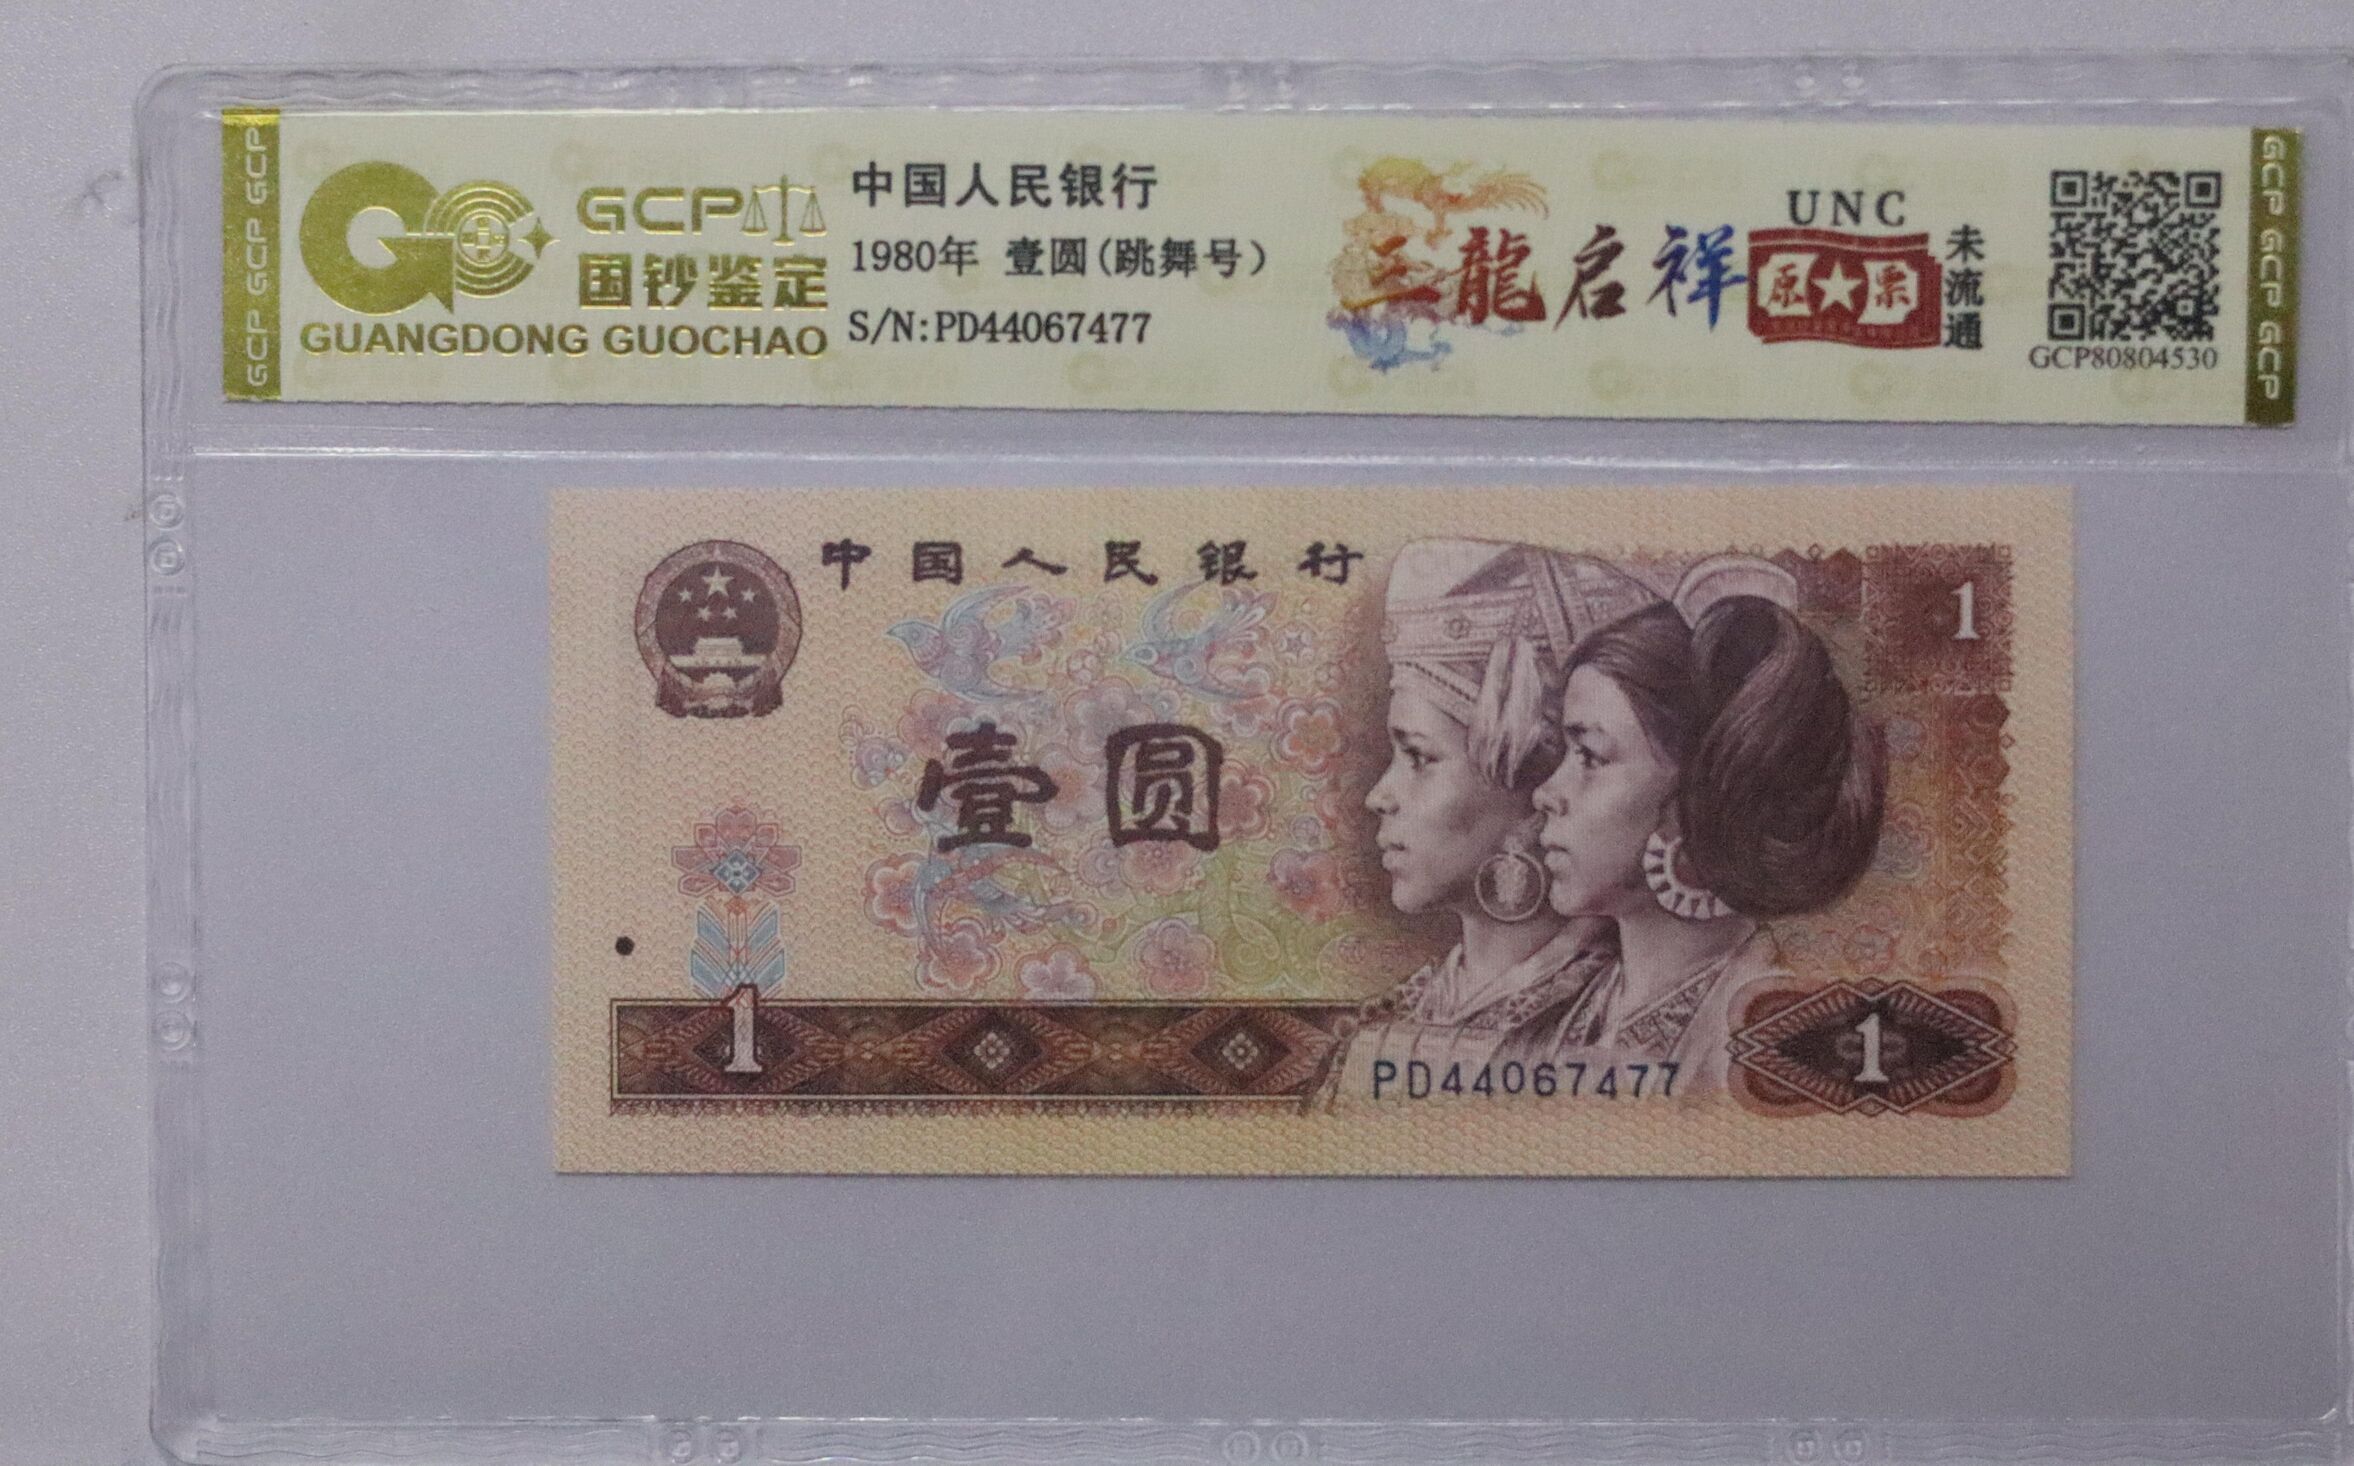 GCP GCP GCP
GCP
国钞鉴定
GUANGDONG GUOCHAO
中国人民银行
1980年 壹圆(跳舞号)
S/N:PD44067477
三龍启祥
UNC
原★票
未流通
GCP80804530
GCP GCP GCP
中国人民银行
1
壹圆
1
PD44067477
1